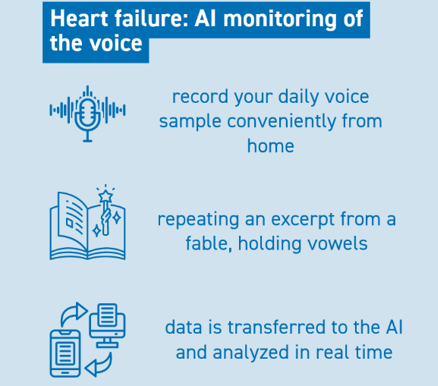 Heart failure: AI monitoring of
the voice
record your daily voice
sample conveniently from
home
repeating an excerpt from a
fable, holding vowels
data is transferred to the AI
and analyzed in real time